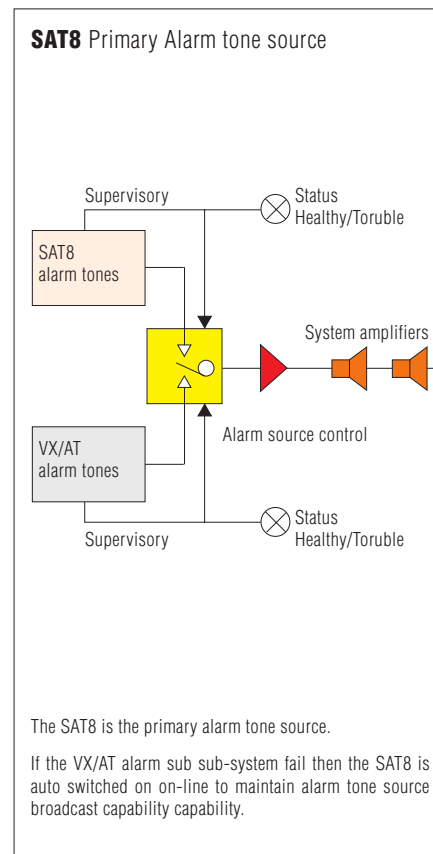 SAT8 Primary Alarm tone source
Supervisory
Status
Healthy/Toruble
SAT8
alarm tones
System amplifiers
Alarm source control
VX/AT
alarm tones
Status
Healthy/Toruble
Supervisory
The SAT8 is the primary alarm tone source.
If the VX/AT alarm sub sub-system fail then the SAT8 is
auto switched on on-line to maintain alarm tone source
broadcast capability capability.